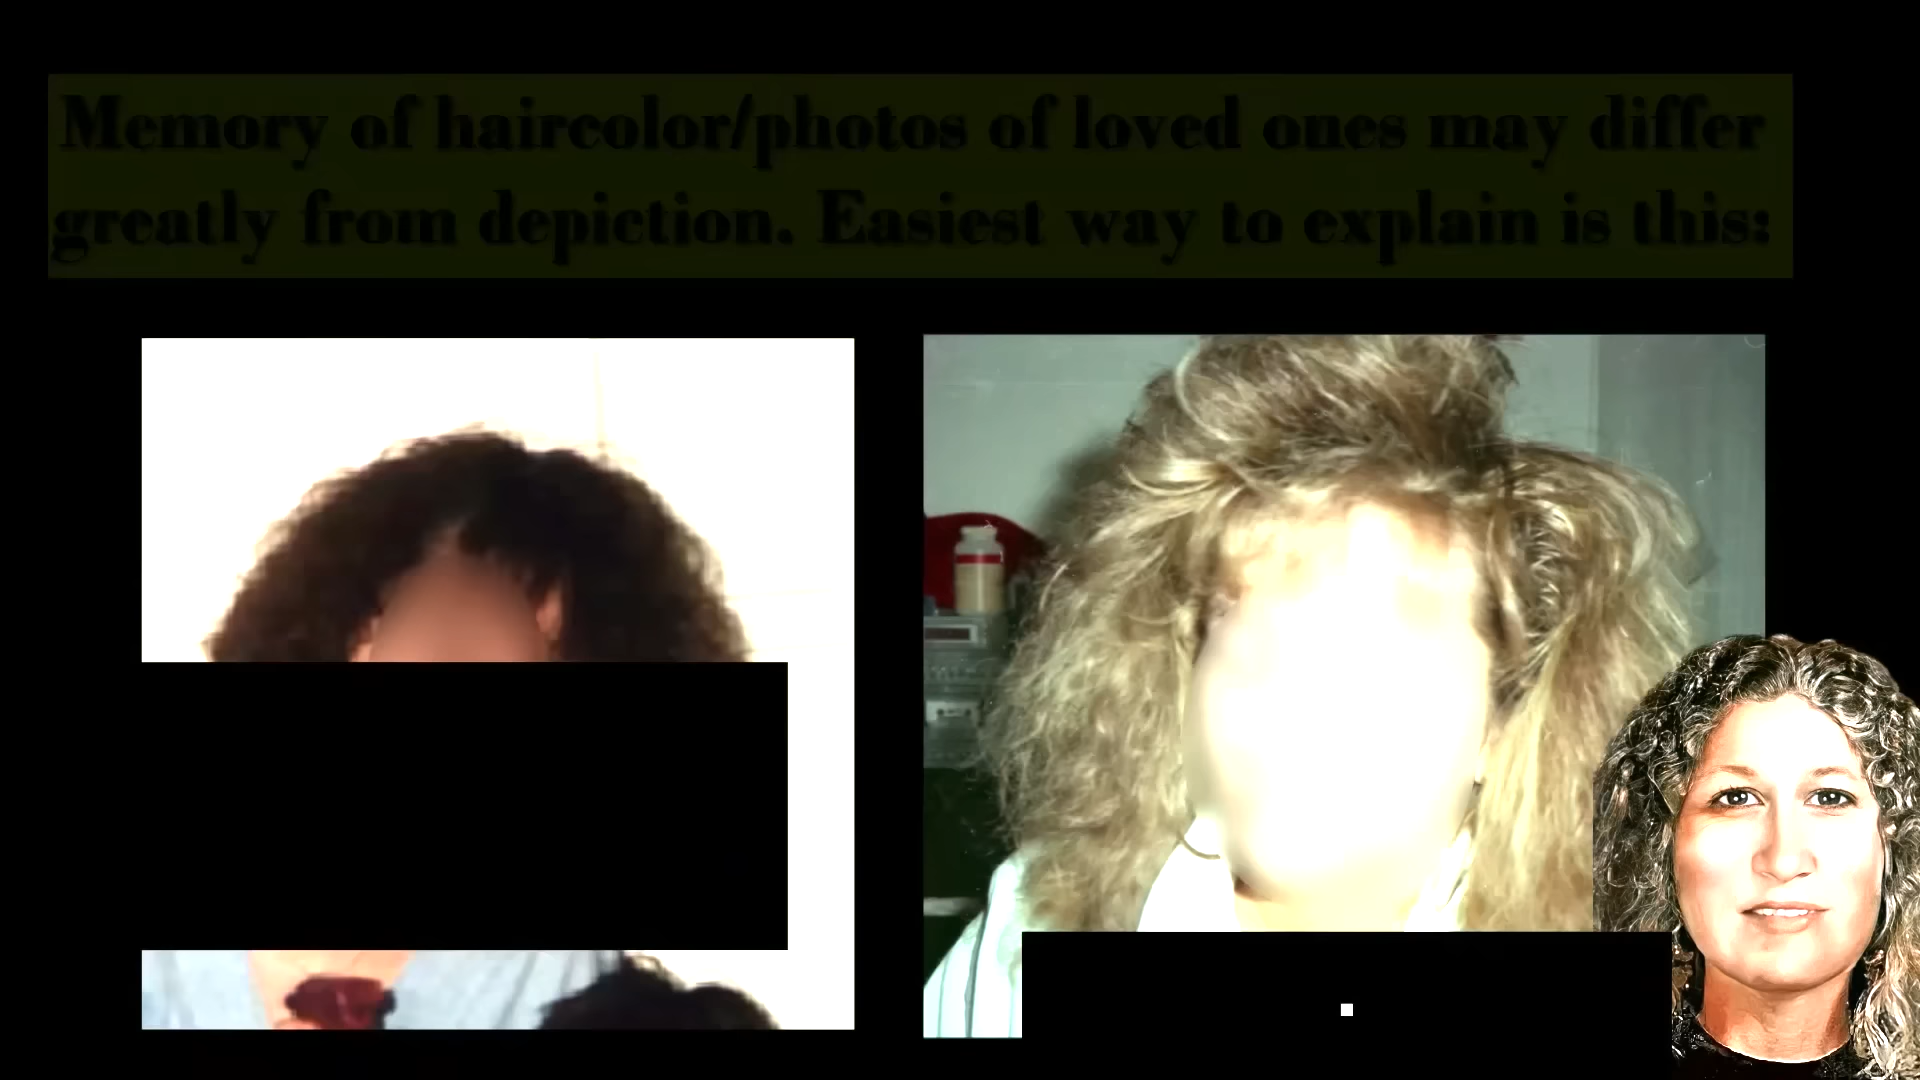 Memory of haircolor/photos of loved ones may differ
greatly from depiction. Easiest way to explain is this: